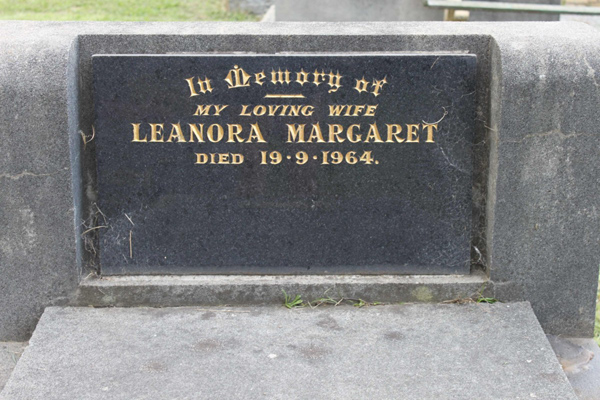 In Memory of
MY LOVING WIFE
LEANORA MARGARET
DIED 19·9·1964.